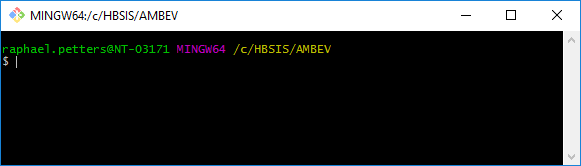 MINGW64:/c/HBSIS/AMBEV
raphael.petters@NT-03171 MINGW64 /c/HBSIS/AMBEV
$